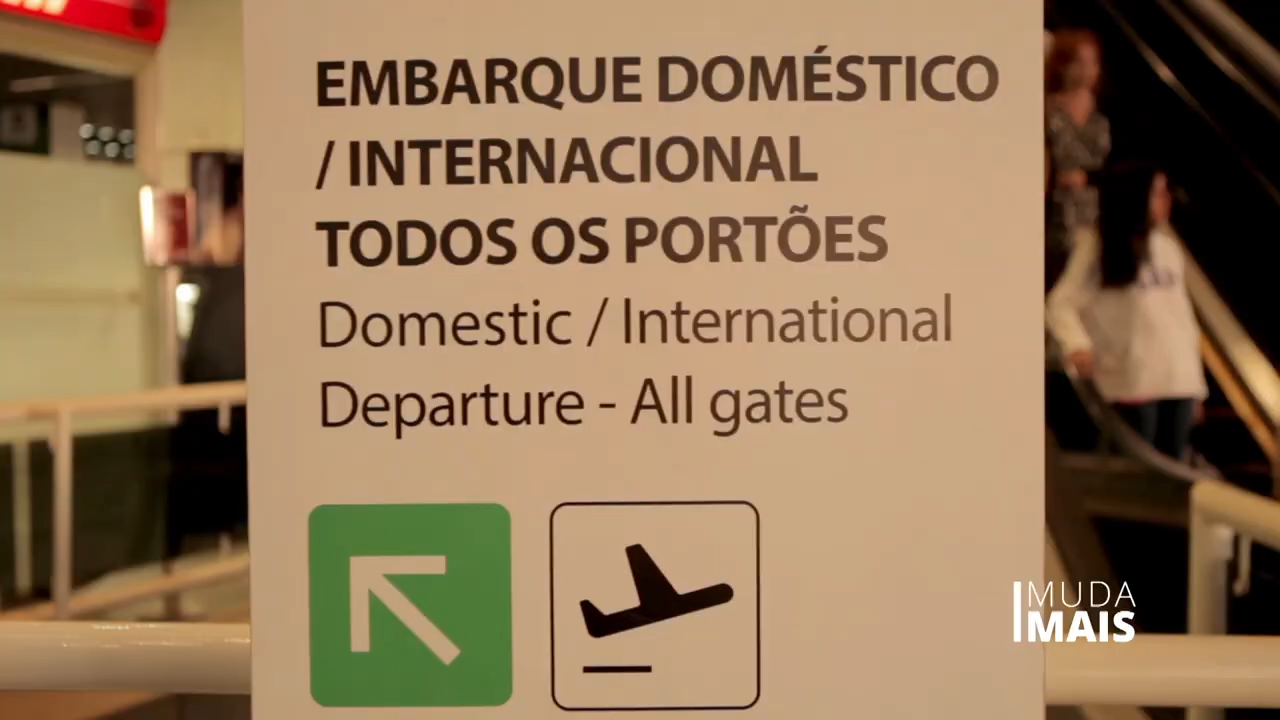 EMBARQUE DOMÉSTICO
/ INTERNACIONAL
TODOS OS PORTÕES
Domestic / International
Departure - All gates
MUDA
MAIS